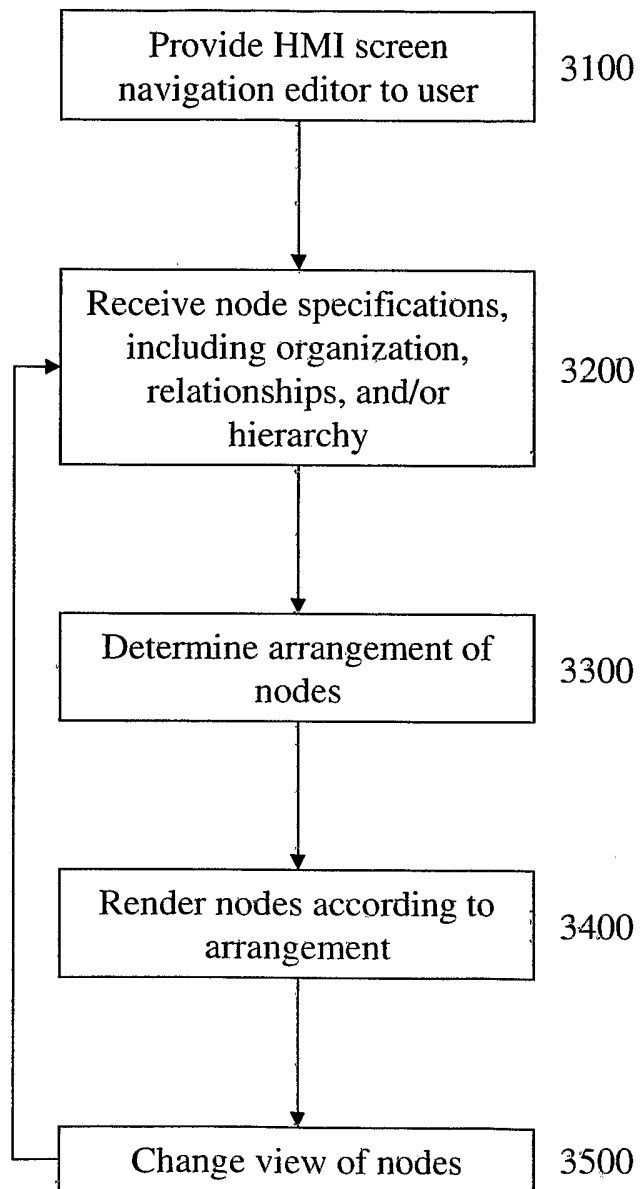 Provide HMI screen
navigation editor to user
3100
Receive node specifications,
including organization,
relationships, and/or
hierarchy
3200
Determine arrangement of
nodes
3300
Render nodes according to
arrangement
3400
Change view of nodes
3500